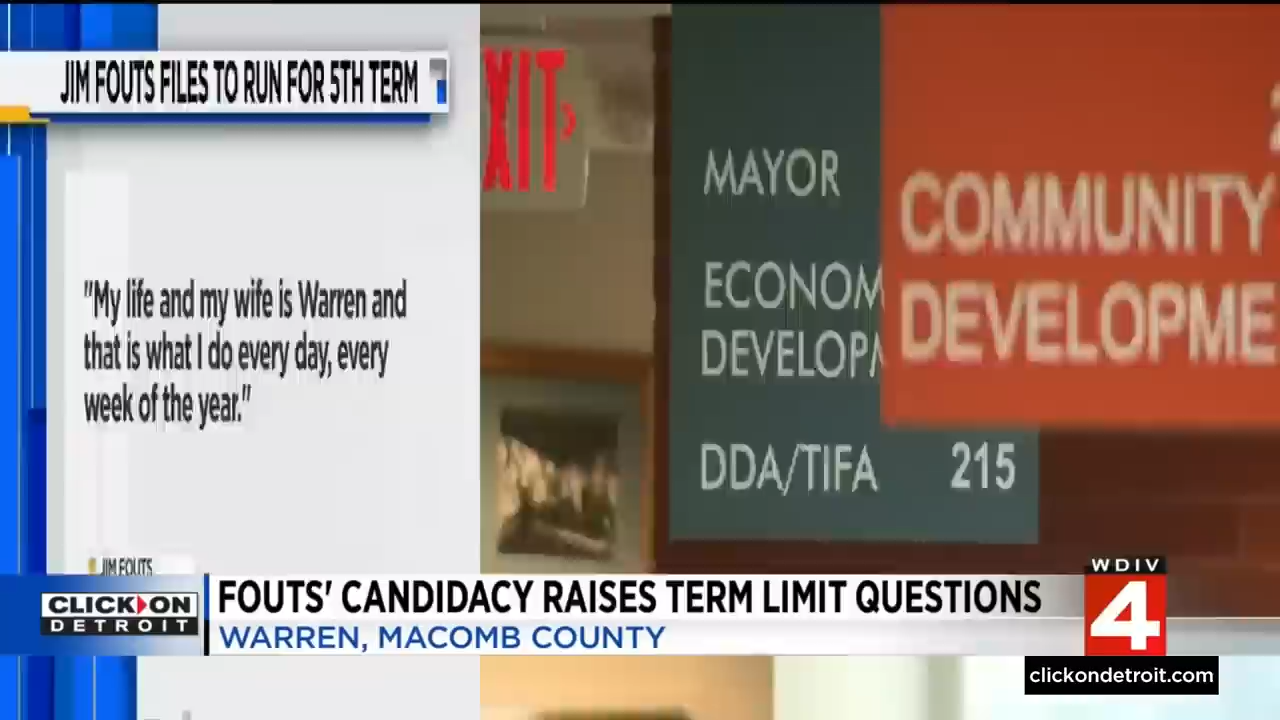 JIM FOUTS FILES TO RUN FOR 5TH TERM
"My life and my wife is Warren and
that is what I do every day, every
week of the year."
JIM FOUTS
XIT
MAYOR
ECONOM
DEVELOP
DDA/TIFA 215
COMMUNITY
DEVELOPME
CLICK ON
DETROIT
FOUTS' CANDIDACY RAISES TERM LIMIT QUESTIONS
WARREN, MACOMB COUNTY
WDIV
4
clickondetroit.com